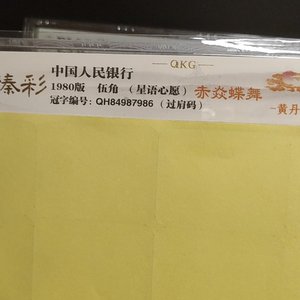 QKG
秦彩
中国人民银行
1980版 伍角 （星语心愿）
冠字编号: QH84987986 （过肩码）
赤焱蝶舞
-黄丹